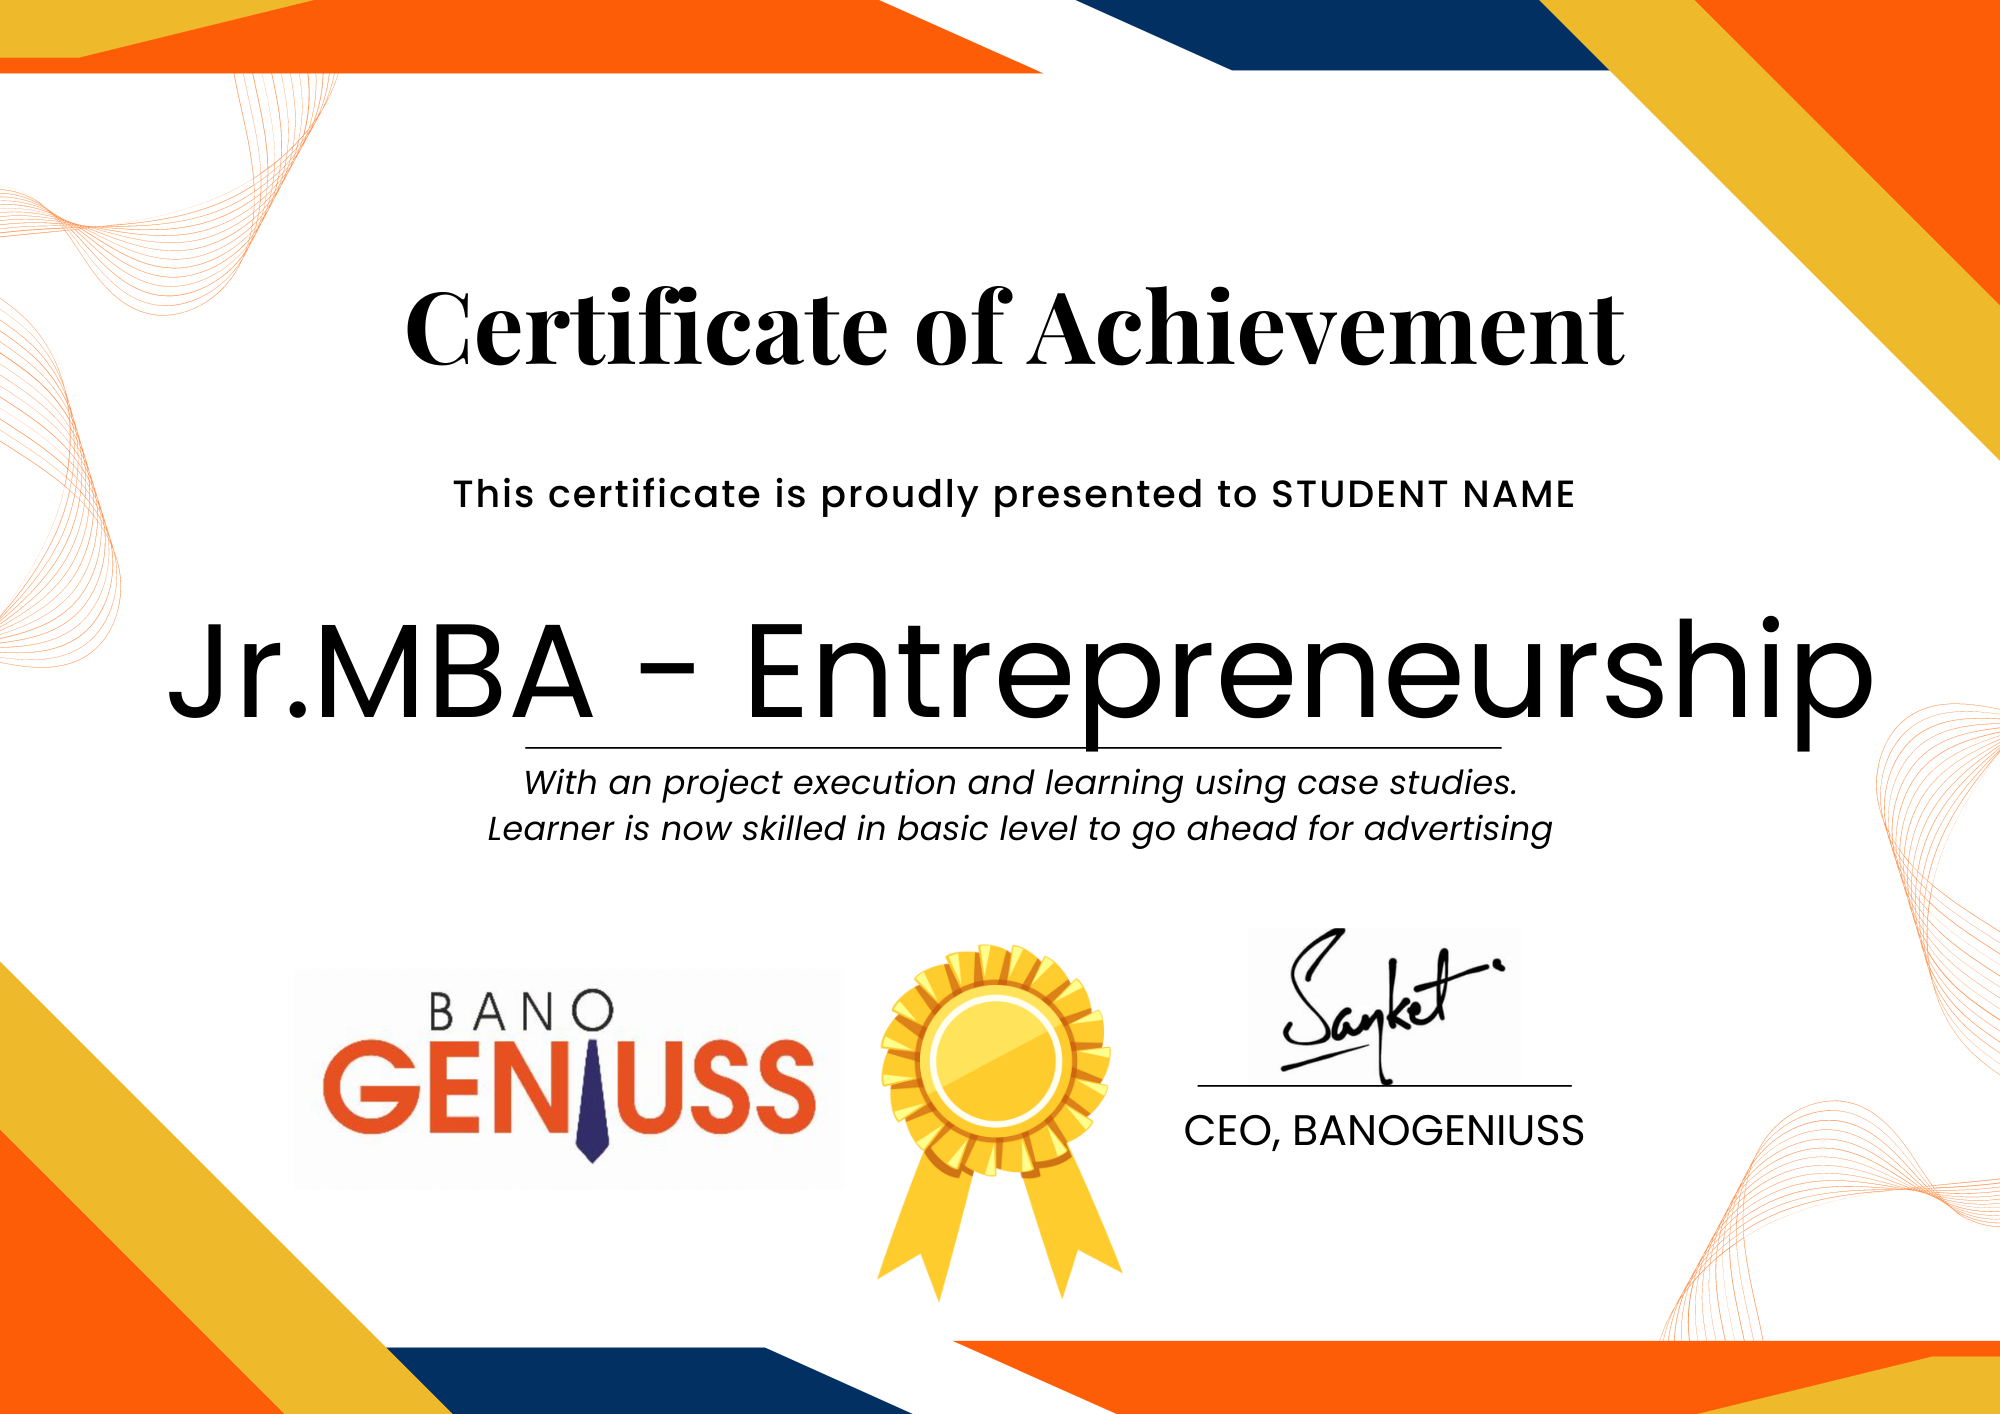 Certificate of Achievement
This certificate is proudly presented to STUDENT NAME
Jr.MBA - Entrepreneurship
With an project execution and learning using case studies.
Learner is now skilled in basic level to go ahead for advertising
BANO
GENIUSS
Sanket
CEO, BANOGENIUSS